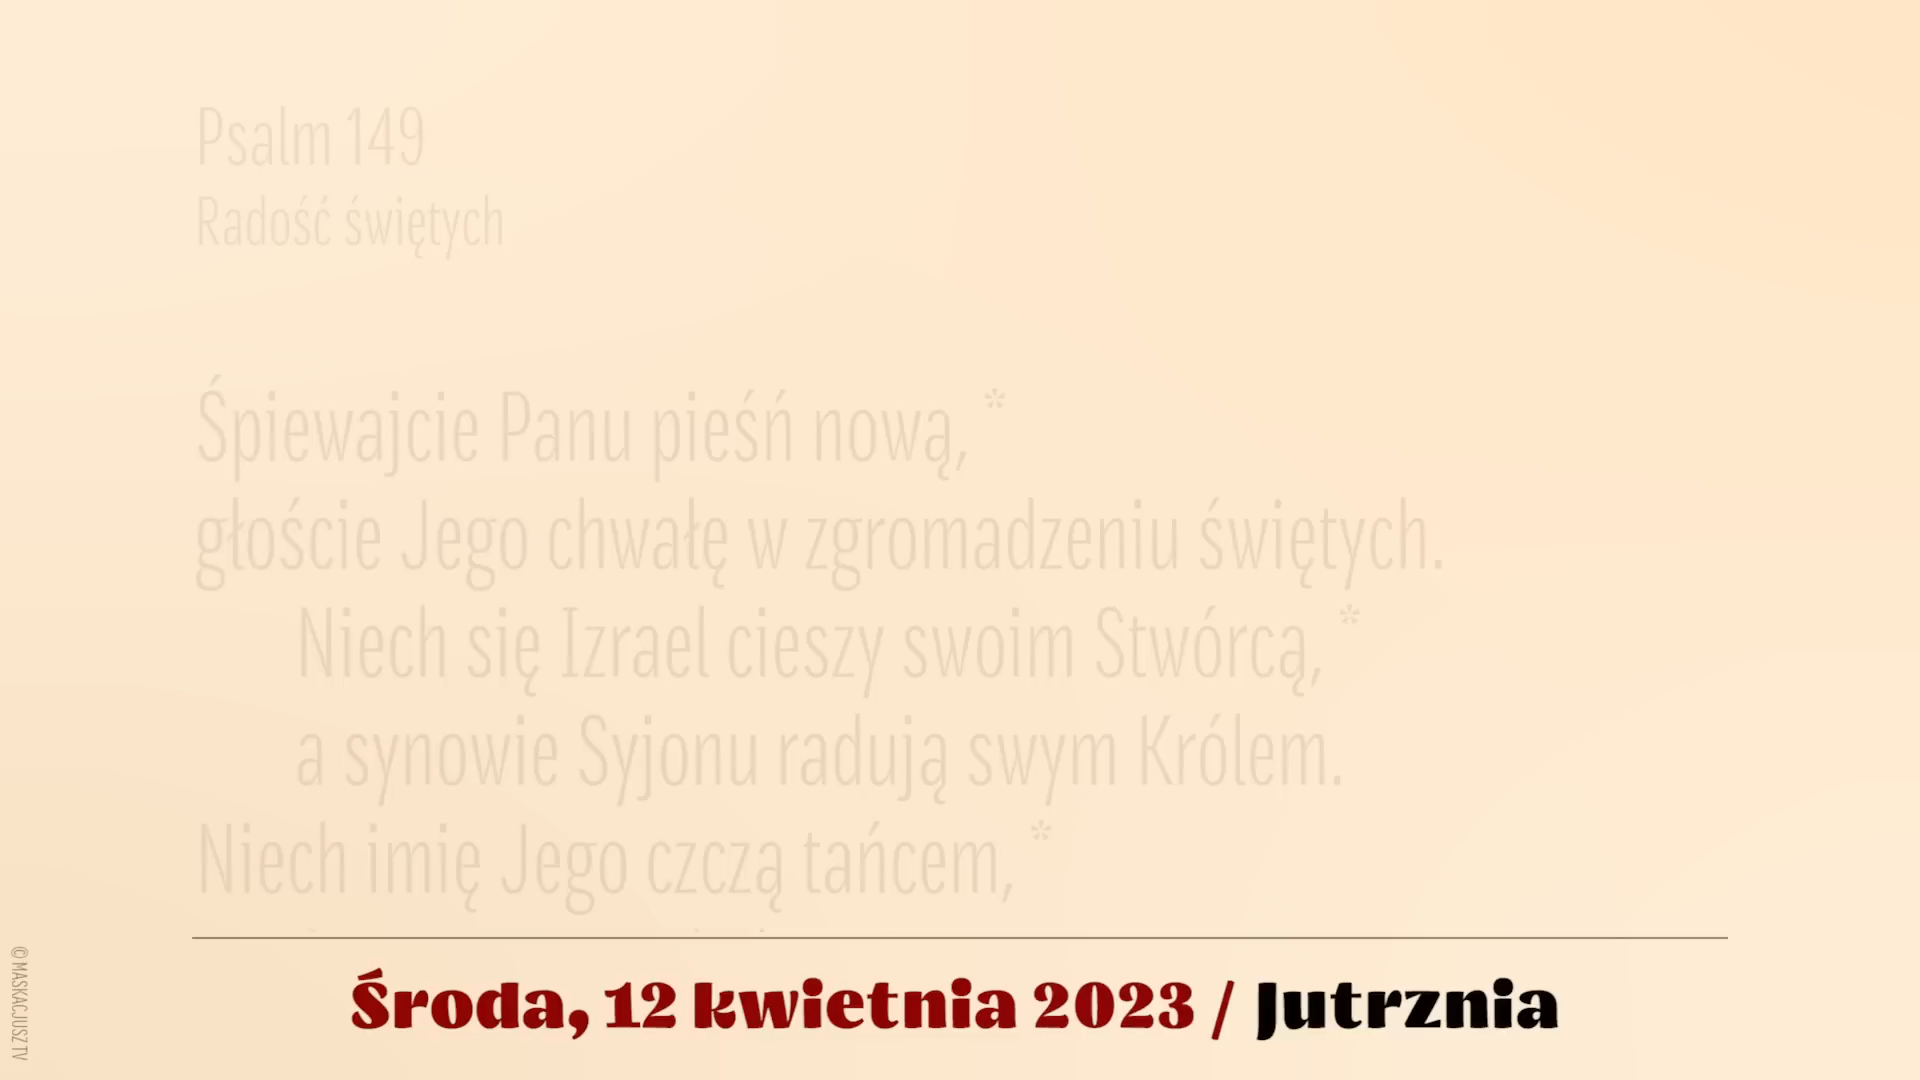 Psalm 149
Radość świętych
Śpiewajcie Panu pieśń nową, *
głoście Jego chwałę w zgromadzeniu świętych.
Niech się Izrael cieszy swoim Stwórcą, *
a synowie Syjonu radują swym Królem.
Niech imię Jego czczą tańcem, *
Środa, 12 kwietnia 2023 / Jutrznia
© MASKACJUSZ TV